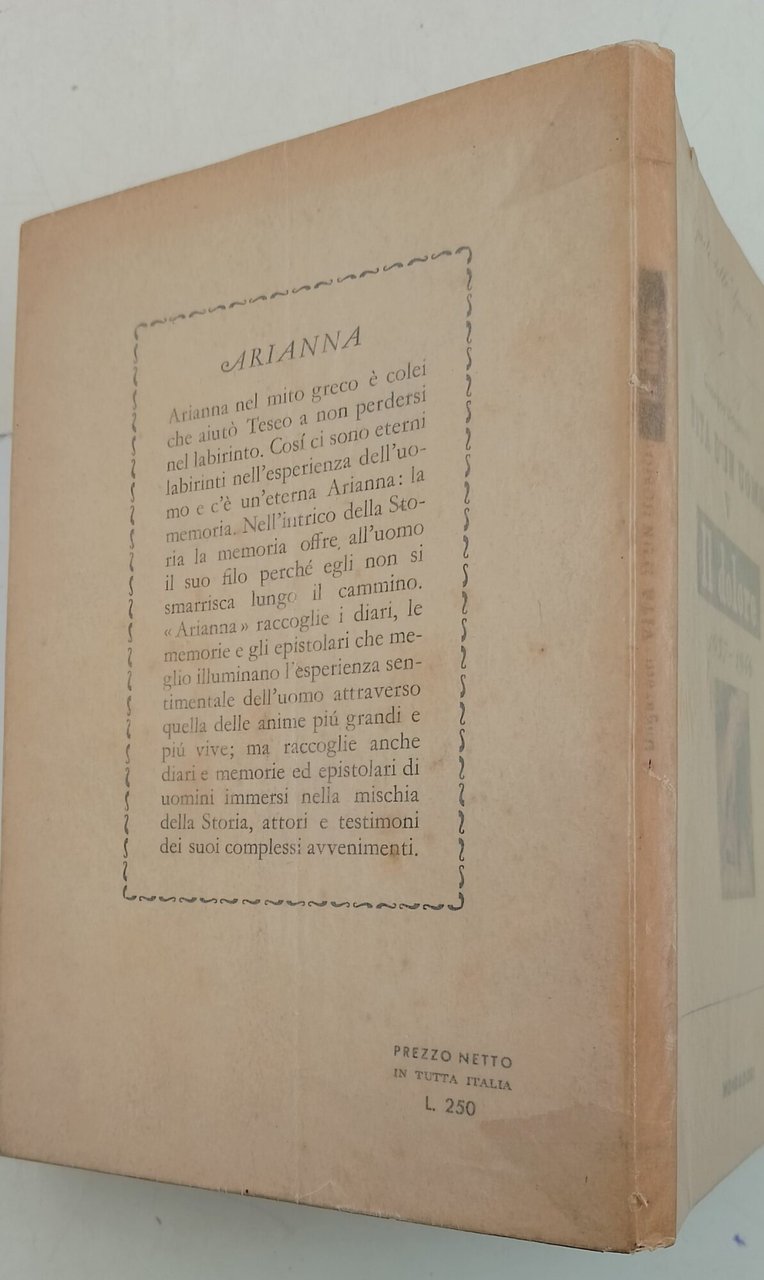 ARIANNA
Arianna nel mito greco è colei
che aiutò Teseo a non perdersi
nel labirinto. Cosí ci sono eterni
labirinti nell'esperienza dell'uo-
mo e c'è un'eterna Arianna: la
memoria. Nell'intrico della Sto-
ria la memoria offre all'uomo
il suo filo perché egli non si
smarrisca lungo il cammino.
«Arianna» raccoglie i diari, le
memorie e gli epistolari che me-
glio illuminano l'esperienza sen-
timentale dell'uomo attraverso
quella delle anime piú grandi e
piú vive; ma raccoglie anche
diari e memorie ed epistolari di
uomini immersi nella mischia
della Storia, attori e testimoni
dei suoi complessi avvenimenti.
PREZZO NETTO
IN TUTTA ITALIA
L. 250